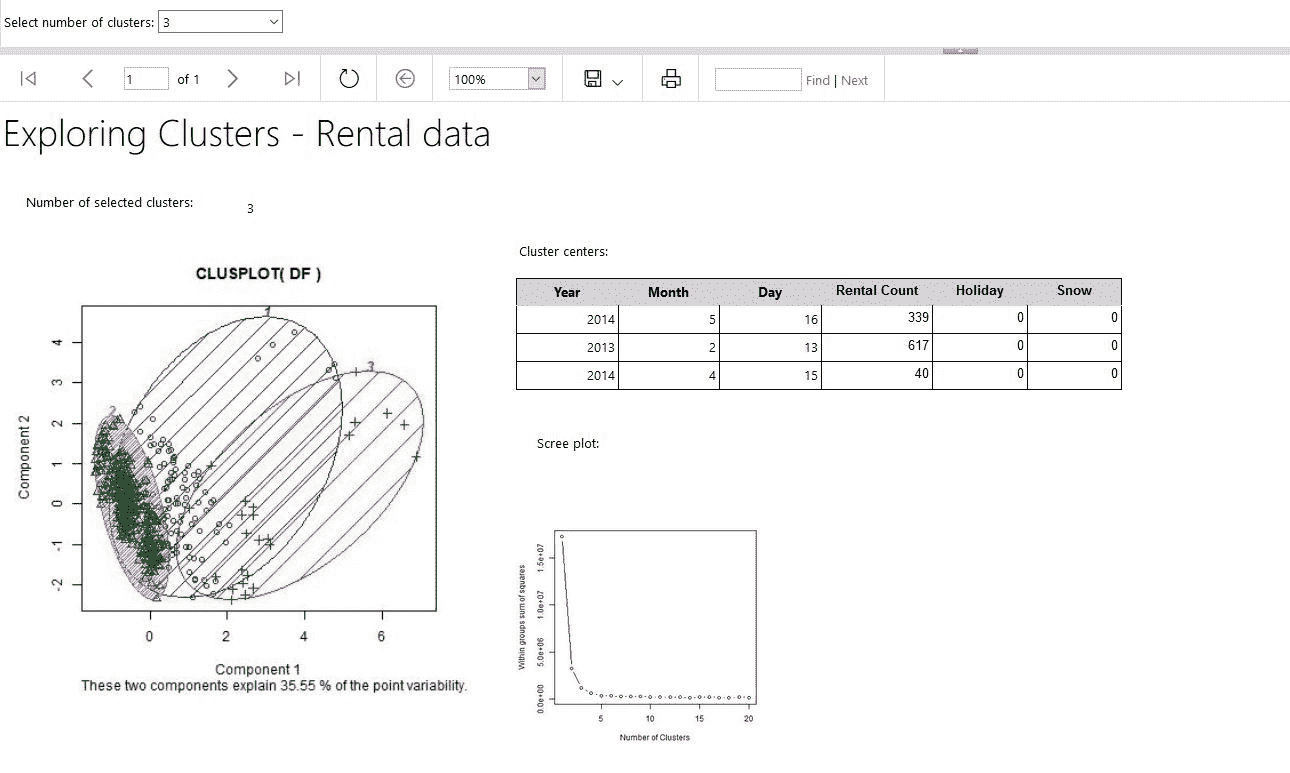 Select number of clusters: 3
1 of 1 100% Find | Next
Exploring Clusters - Rental data
Number of selected clusters: 3
CLUSPLOT( DF )
1
3
2
Component 2
4
3
2
1
0
-1
-2
0 2 4 6
Component 1
These two components explain 35.55 % of the point variability.
Cluster centers:
Year Month Day Rental Count Holiday Snow
2014 5 16 339 0 0
2013 2 13 617 0 0
2014 4 15 40 0 0
Scree plot:
Within groups sum of squares
1.5e+07
1.0e+07
5.0e+06
0.0e+00
5 10 15 20
Number of Clusters